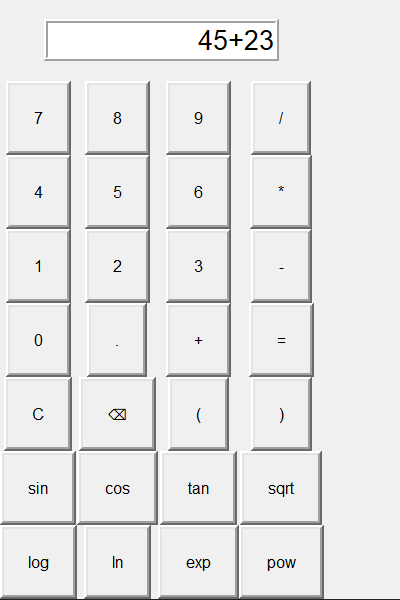 45+23
7 8 9 /
4 5 6 *
1 2 3 -
0 . + =
C ⌫ ( )
sin cos tan sqrt
log ln exp pow